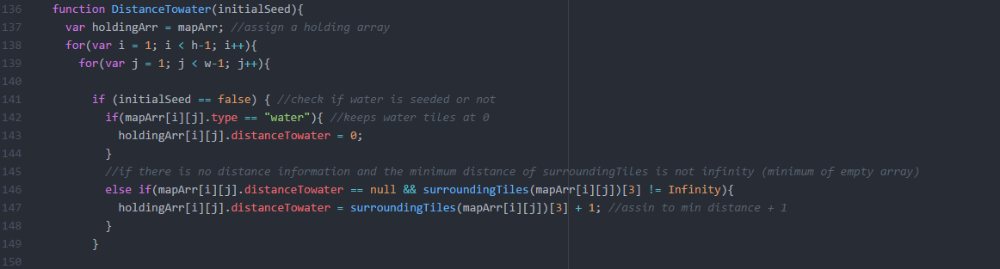 136 function DistanceTowater(initialSeed){
137 var holdingArr = mapArr; //assign a holding array
138 for(var i = 1; i < h-1; i++){
139 for(var j = 1; j < w-1; j++){
140
141 if (initialSeed == false) { //check if water is seeded or not
142 if(mapArr[i][j].type == "water"){ //keeps water tiles at 0
143 holdingArr[i][j].distanceTowater = 0;
144 }
145 //if there is no distance information and the minimum distance of surroundingTiles is not infinity (minimum of empty array)
146 else if(mapArr[i][j].distanceTowater == null && surroundingTiles(mapArr[i][j])[3] != Infinity){
147 holdingArr[i][j].distanceTowater = surroundingTiles(mapArr[i][j])[3] + 1; //assin to min distance + 1
148 }
149 }
150